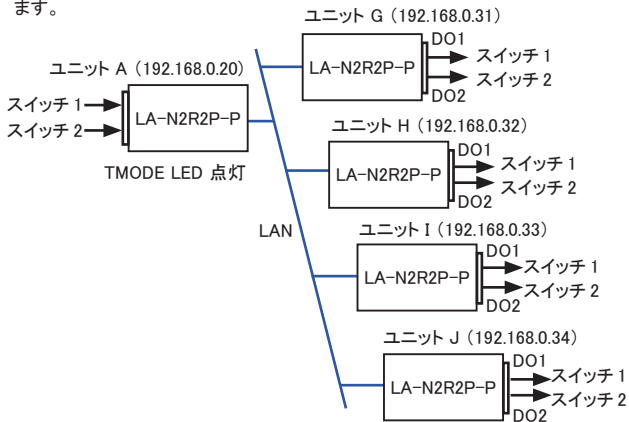 ます。
ユニット A (192.168.0.20)
スイッチ 1
スイッチ 2
LA-N2R2P-P
TMODE LED 点灯
LAN
ユニット G (192.168.0.31)
DO1
スイッチ 1
LA-N2R2P-P
スイッチ 2
DO2
ユニット H (192.168.0.32)
DO1
スイッチ 1
LA-N2R2P-P
スイッチ 2
DO2
ユニット I (192.168.0.33)
DO1
スイッチ 1
LA-N2R2P-P
スイッチ 2
DO2
ユニット J (192.168.0.34)
DO1
スイッチ 1
LA-N2R2P-P
スイッチ 2
DO2